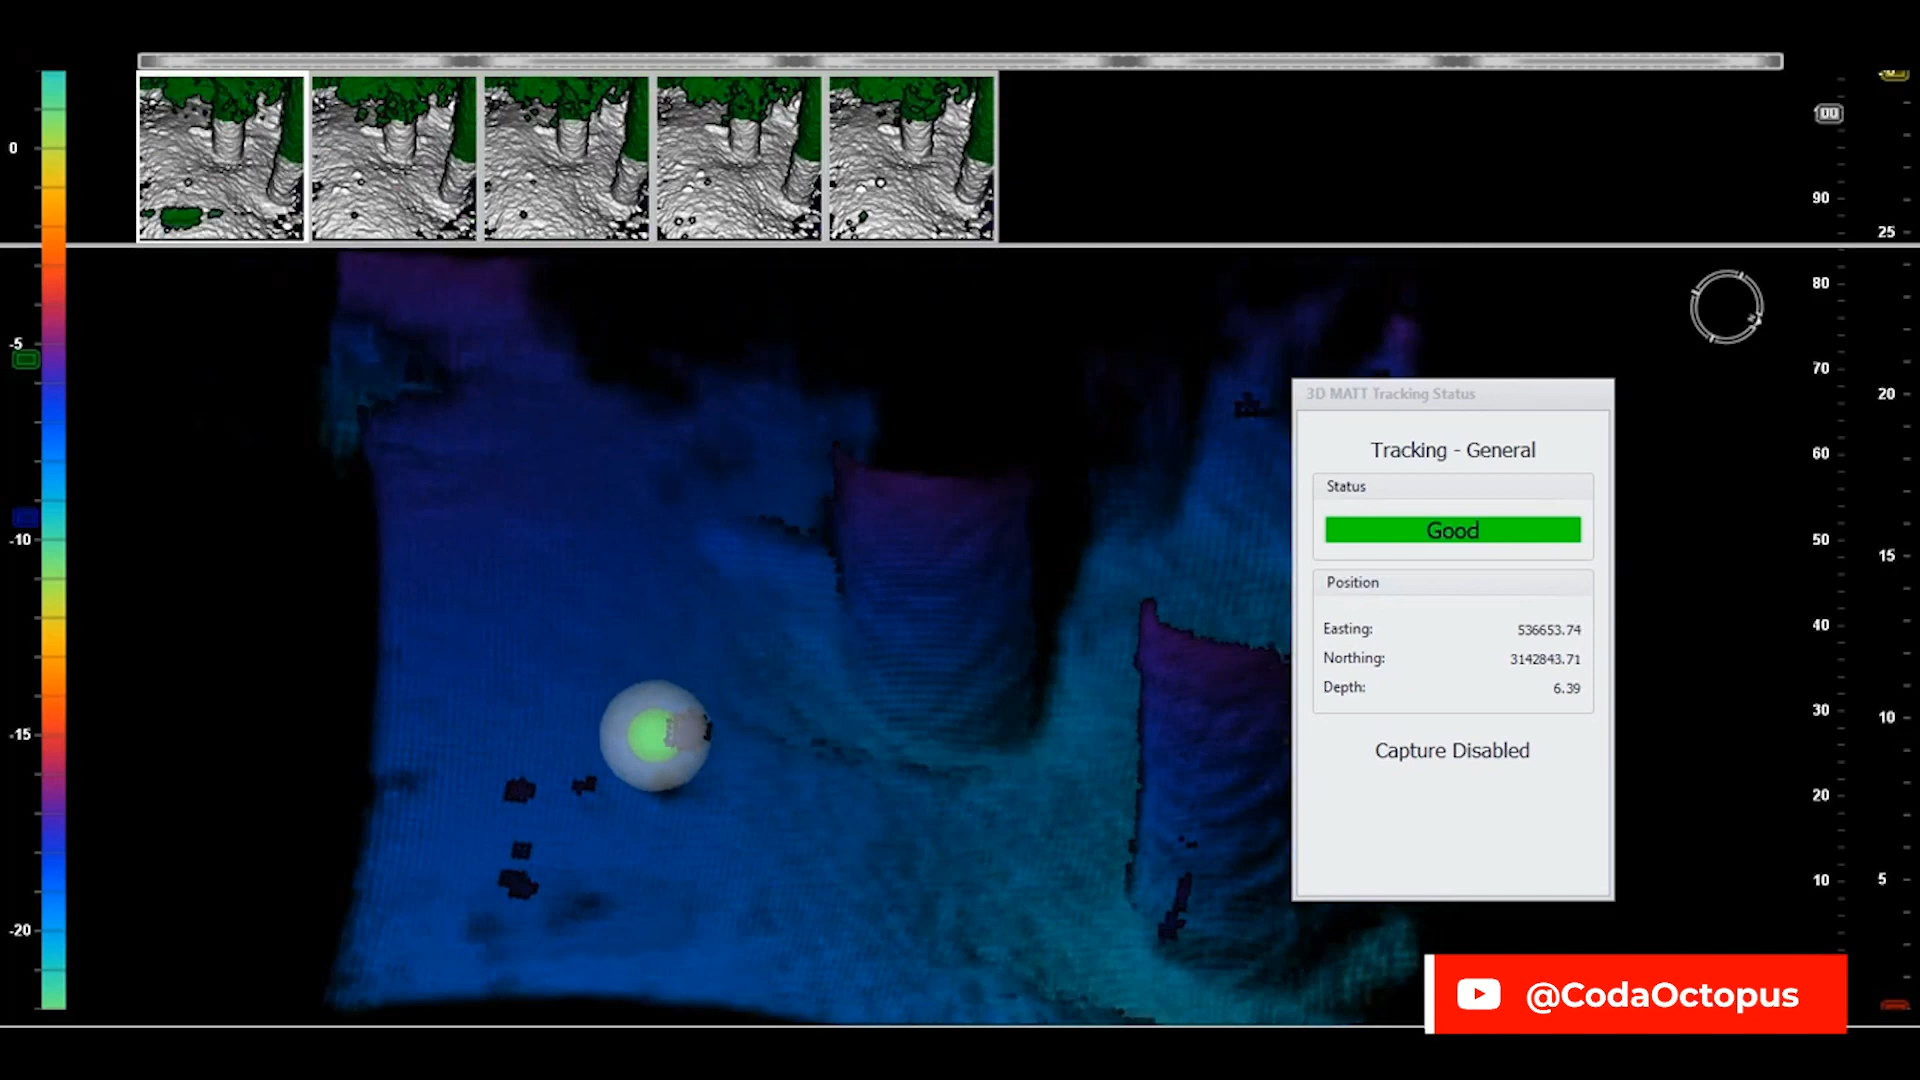 0
-5
-10
-15
-20
100
90
80
70
60
50
40
30
20
10
25
20
15
10
5
3D MATT Tracking Status
Tracking - General
Status
Good
Position
Easting: 536653.74
Northing: 3142843.71
Depth: 6.39
Capture Disabled
@CodaOctopus